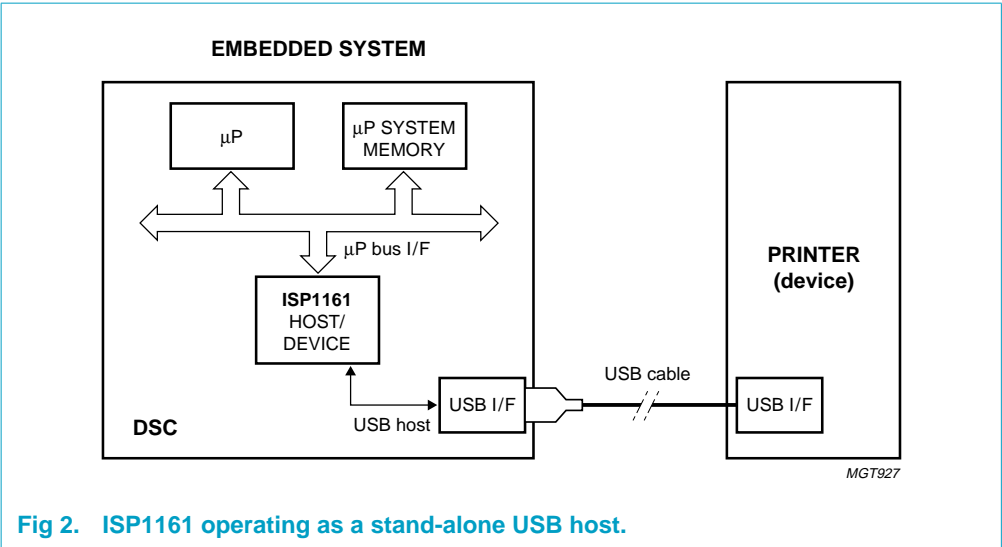 EMBEDDED SYSTEM
μP
μP SYSTEM
MEMORY
μP bus I/F
ISP1161
HOST/
DEVICE
USB host
USB I/F
DSC
USB cable
PRINTER
(device)
USB I/F
MGT927
Fig 2. ISP1161 operating as a stand-alone USB host.